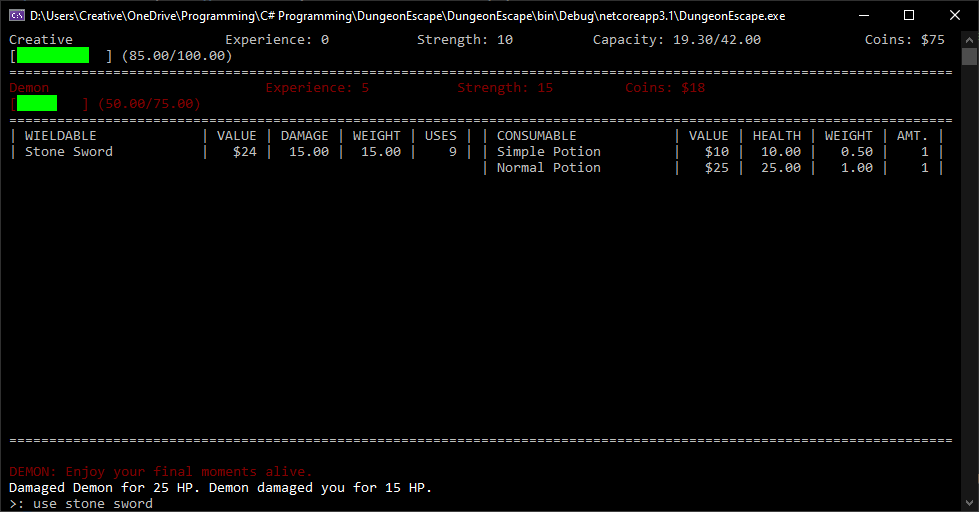 D:\Users\Creative\OneDrive\Programming\C# Programming\DungeonEscape\DungeonEscape\bin\Debug\netcoreapp3.1\DungeonEscape.exe
Creative Experience: 0 Strength: 10 Capacity: 19.30/42.00 Coins: $75
[ ] (85.00/100.00)
======================================================================================================================
Demon Experience: 5 Strength: 15 Coins: $18
[ ] (50.00/75.00)
======================================================================================================================
| WIELDABLE | VALUE | DAMAGE | WEIGHT | USES | | CONSUMABLE | VALUE | HEALTH | WEIGHT | AMT. |
| Stone Sword | $24 | 15.00 | 15.00 | 9 | | Simple Potion | $10 | 10.00 | 0.50 | 1 |
| Normal Potion | $25 | 25.00 | 1.00 | 1 |
======================================================================================================================
DEMON: Enjoy your final moments alive.
Damaged Demon for 25 HP. Demon damaged you for 15 HP.
>: use stone sword